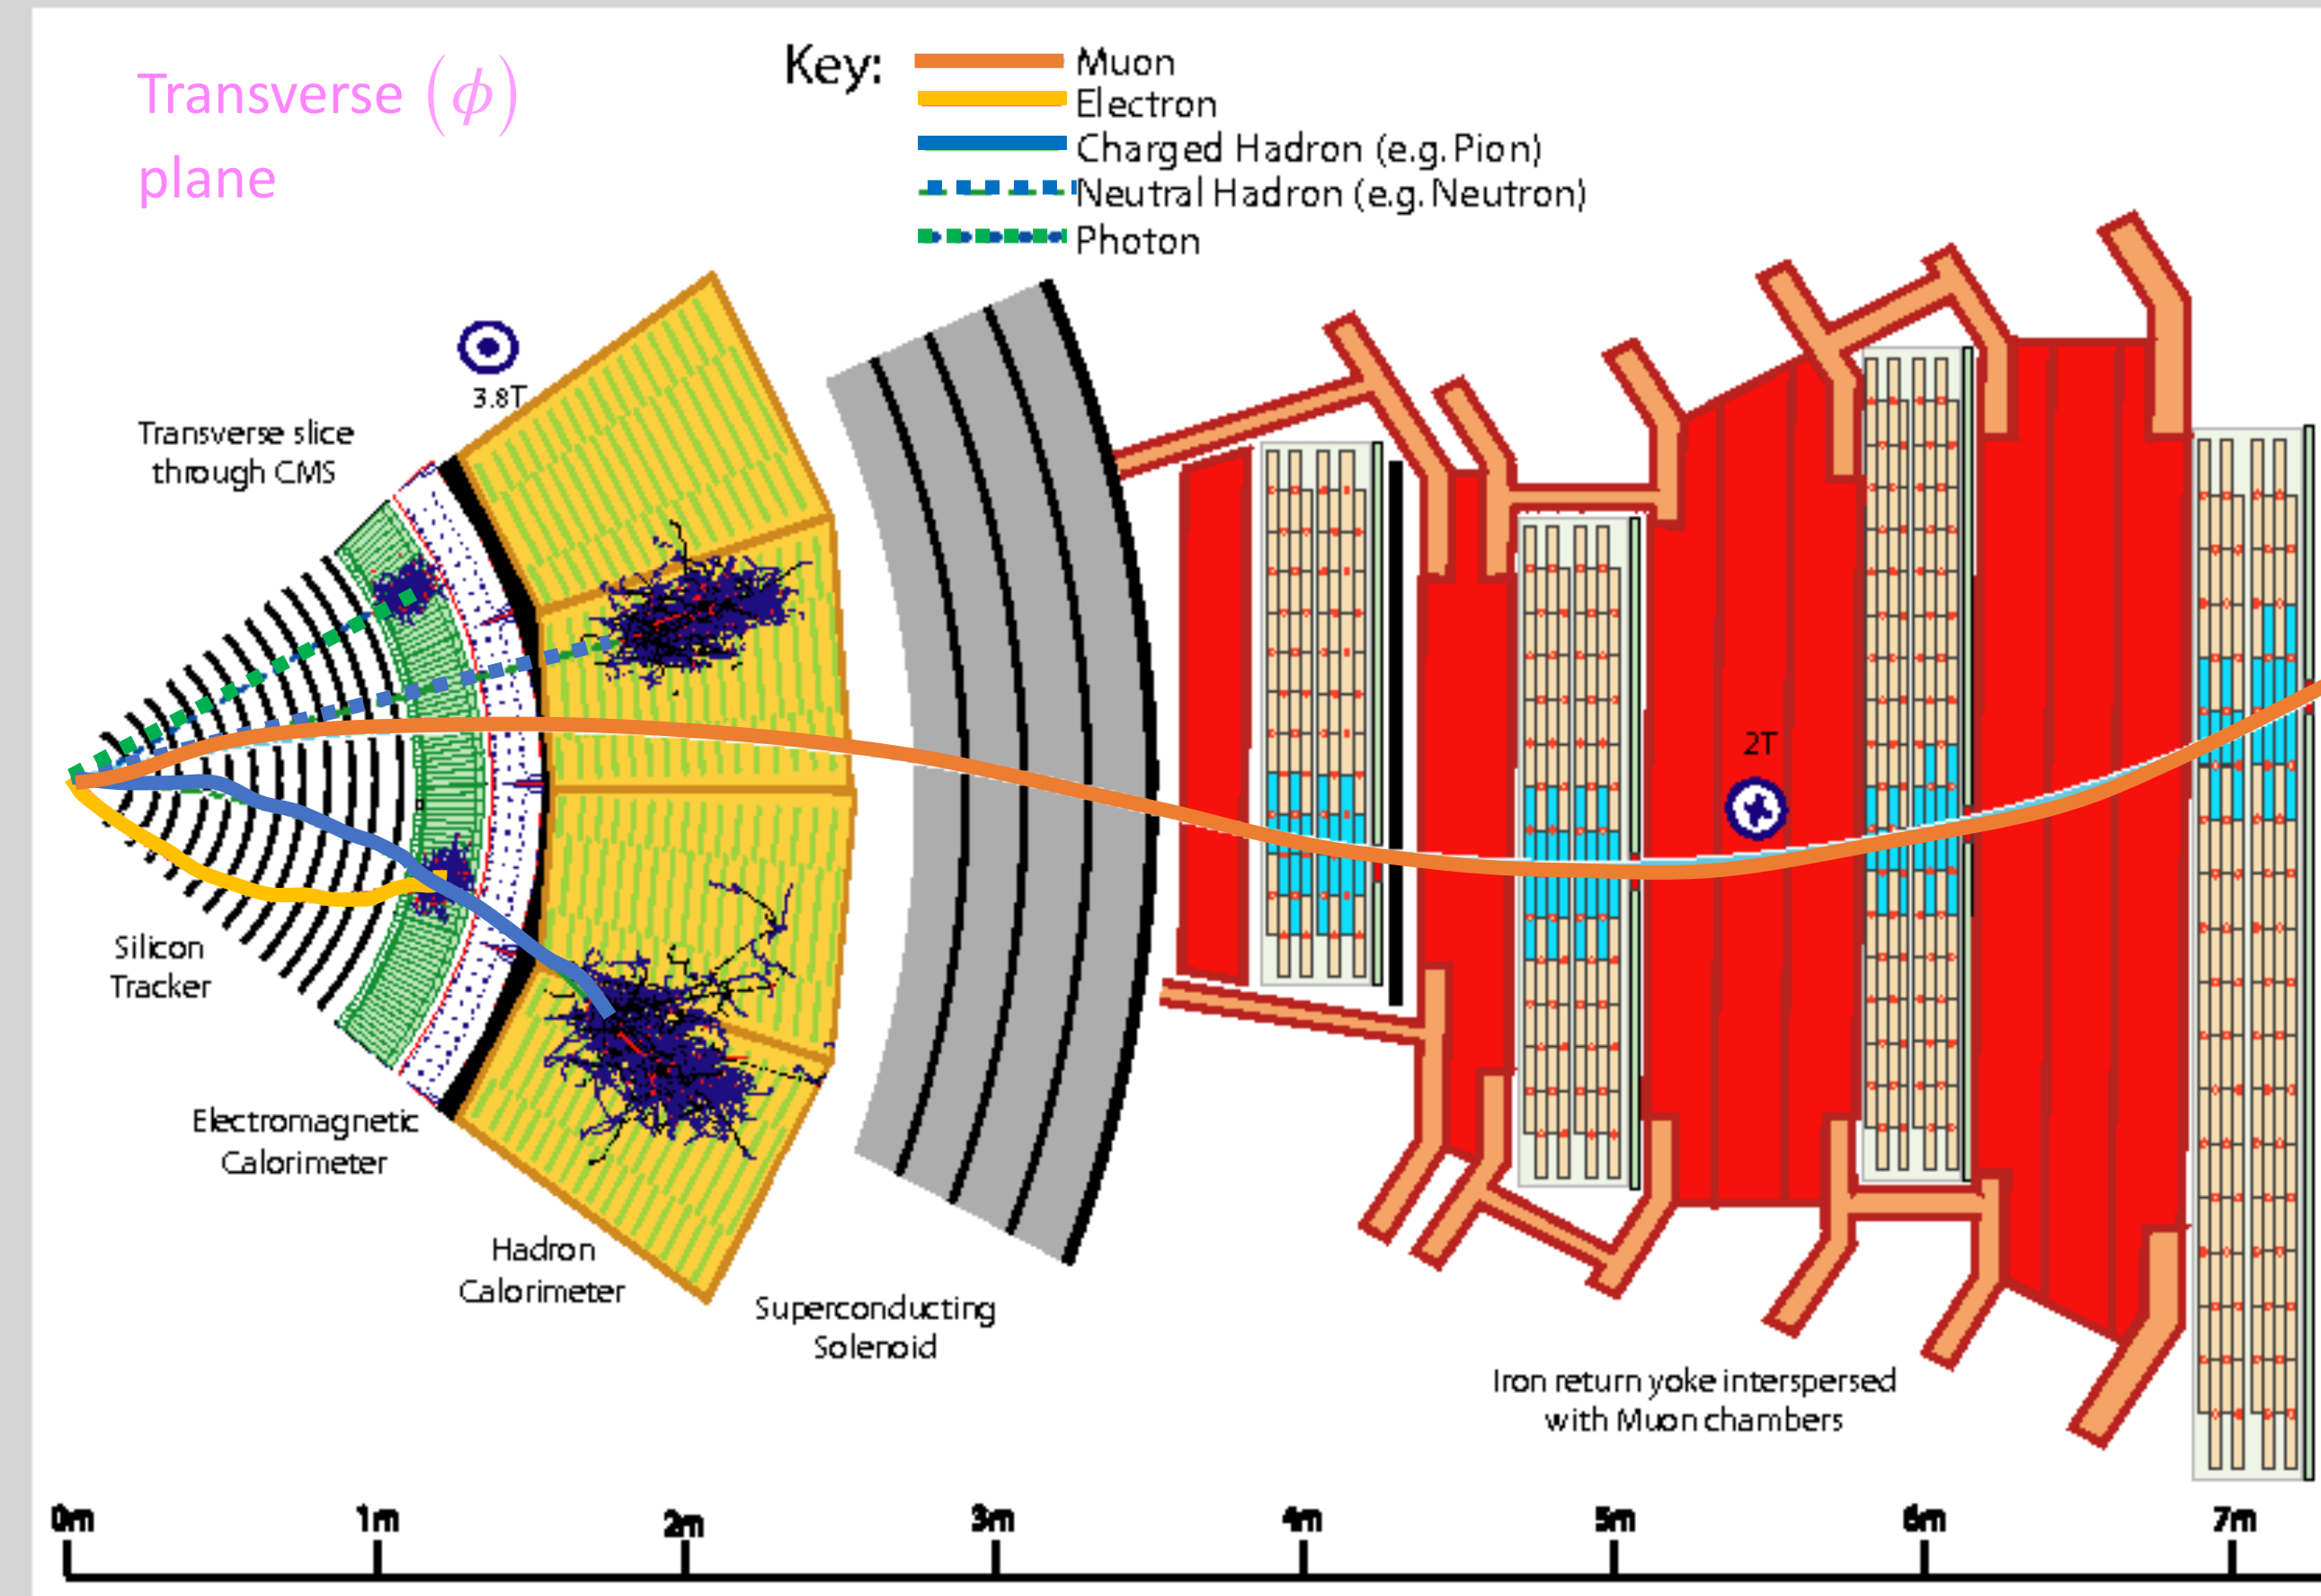 Transverse (ϕ)
plane
Key:
Muon
Electron
Charged Hadron (e.g. Pion)
Neutral Hadron (e.g. Neutron)
Photon
3.8T
Transverse slice
through CMS
2T
Silicon
Tracker
Electromagnetic
Calorimeter
Hadron
Calorimeter
Superconducting
Solenoid
Iron return yoke interspersed
with Muon chambers
0m 1m 2m 3m 4m 5m 6m 7m